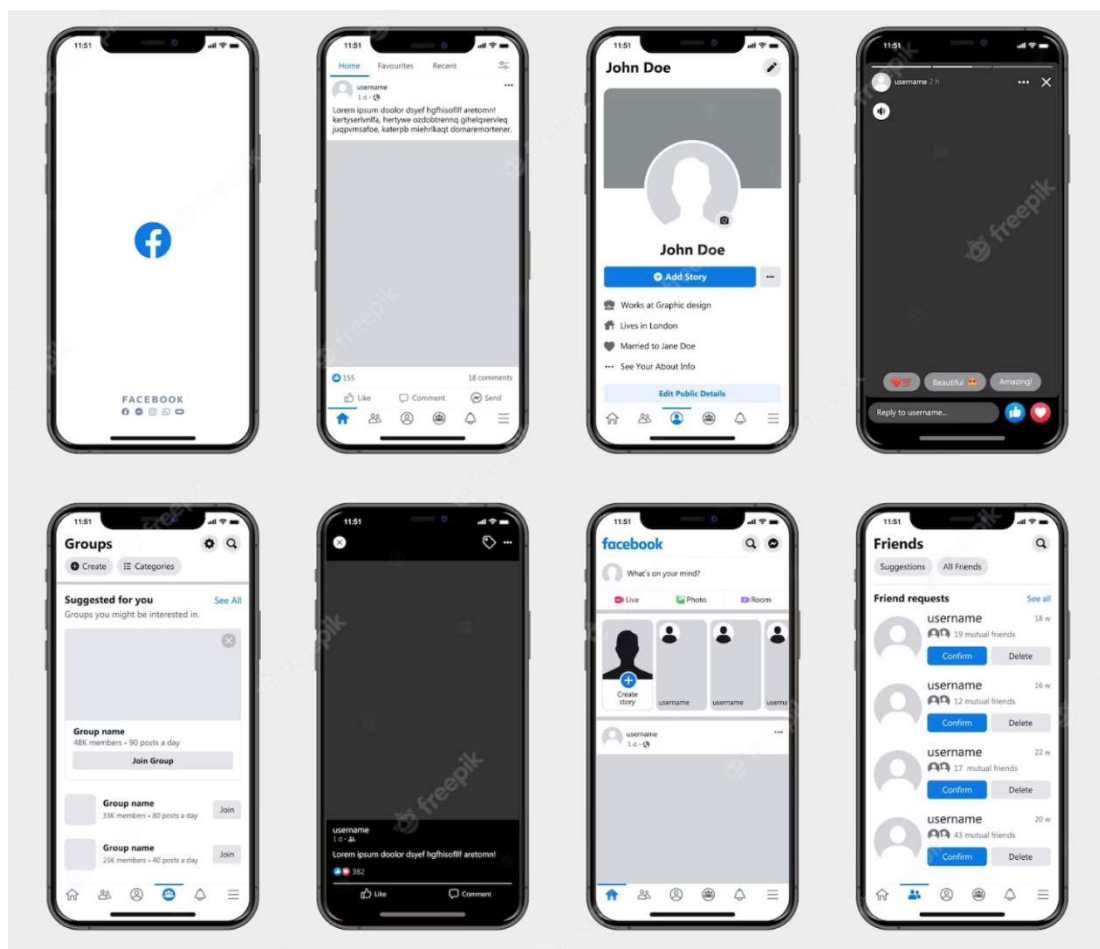 11:51
FACEBOOK
11:51
Home Favourites Recent
username
1 d
Lorem ipsum doolor dsyef hgfhisoflif aretomn!
kertyserlvnlfa, hertywe ozdobtrennq gihelqxervleq
juqpvmsafoe, katerpb miehrlkaqt domaremortener.
155 18 comments
Like Comment Send
11:51
John Doe
John Doe
Add Story
Works at Graphic design
Lives in London
Married to Jane Doe
See Your About Info
Edit Public Details
11:51
username 2 h
Beautiful Amazing!
Reply to username...
11:51
Groups
Create Categories
Suggested for you See All
Groups you might be interested in.
Group name
48K members • 90 posts a day
Join Group
Group name
33K members • 80 posts a day
Join
Group name
25K members • 40 posts a day
Join
11:51
username
1 d
Lorem ipsum doolor dsyef hgfhisoflif aretomn!
382
Like Comment
11:51
facebook
What's on your mind?
Live Photo Room
Create
story
username username userna
username
1 d
11:51
Friends
Suggestions All Friends
Friend requests See all
username 18 w
19 mutual friends
Confirm Delete
username 16 w
12 mutual friends
Confirm Delete
username 22 w
17 mutual friends
Confirm Delete
username 20 w
43 mutual friends
Confirm Delete
freepik